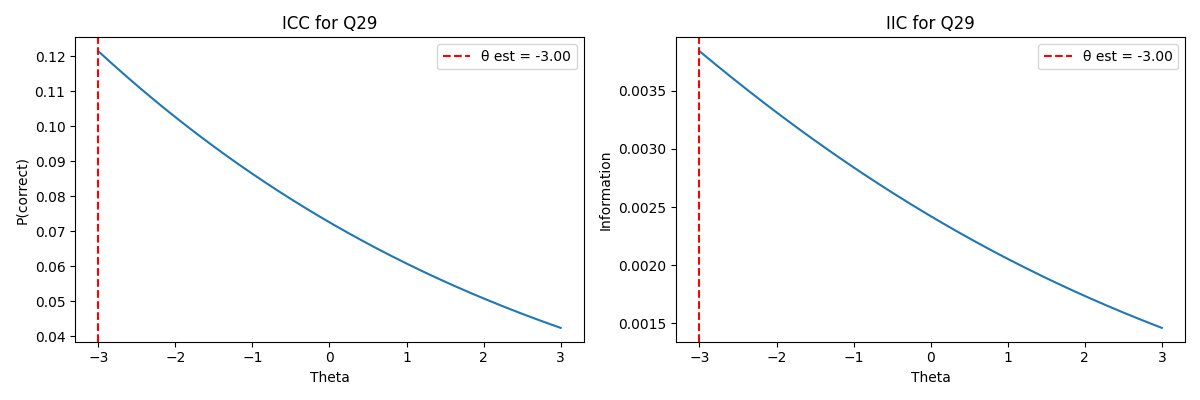 ICC for Q29
θ est = -3.00
P(correct)
0.12
0.11
0.10
0.09
0.08
0.07
0.06
0.05
0.04
−3 −2 −1 0 1 2 3
Theta
IIC for Q29
θ est = -3.00
Information
0.0035
0.0030
0.0025
0.0020
0.0015
−3 −2 −1 0 1 2 3
Theta